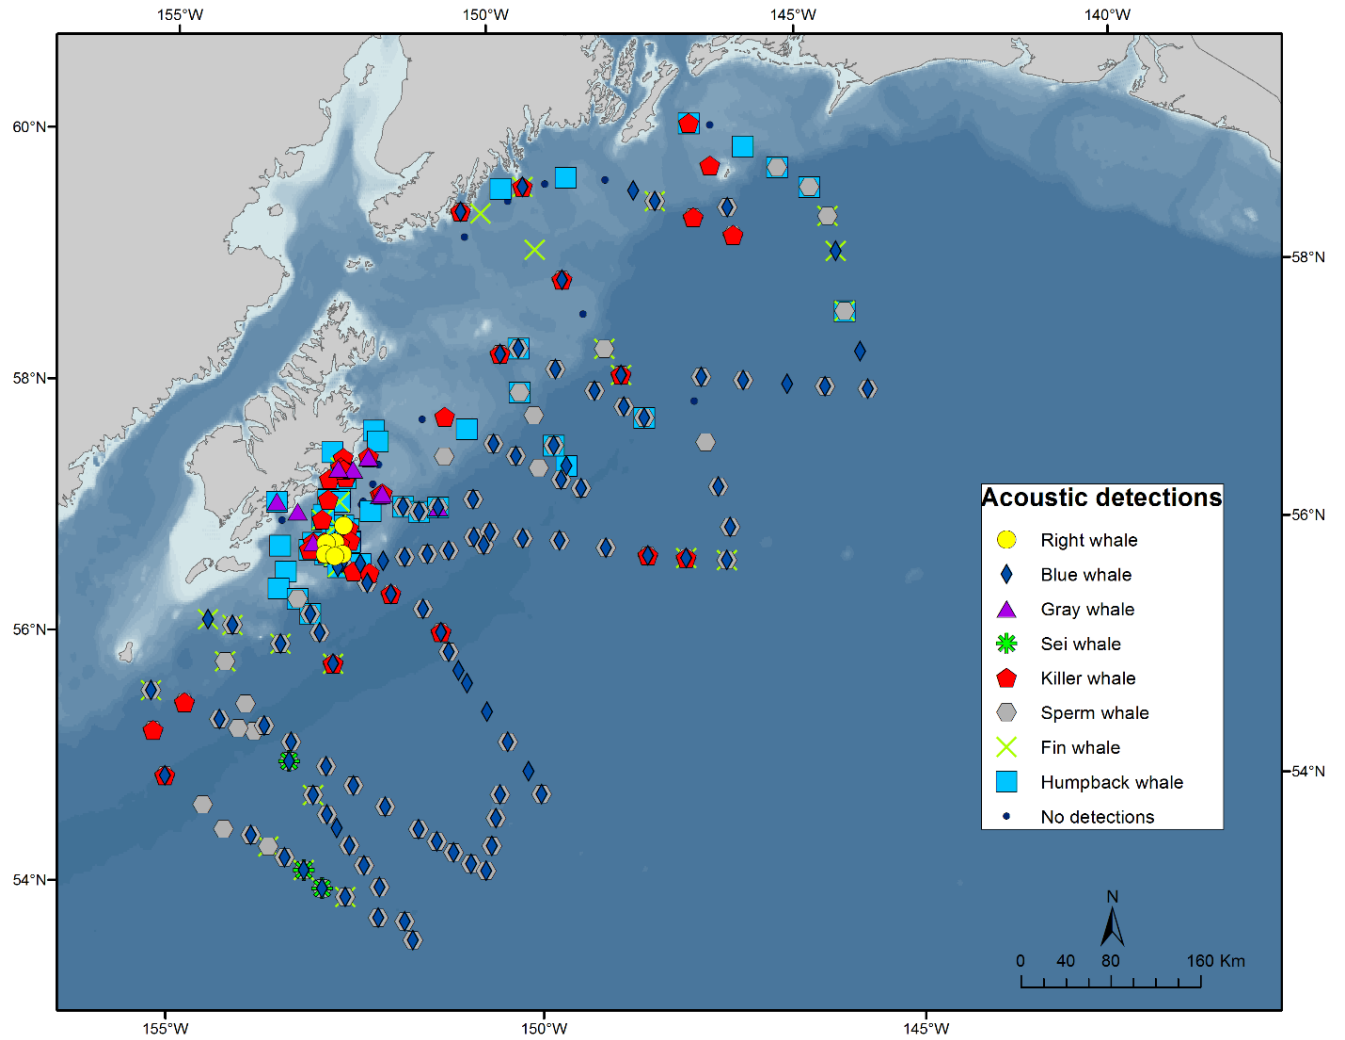 155°W 150°W 145°W 140°W
60°N
58°N
58°N
Acoustic detections
56°N
Right whale
Blue whale
Gray whale
56°N
Sei whale
Killer whale
Sperm whale
Fin whale
54°N
Humpback whale
No detections
54°N
N
0 40 80 160 Km
155°W 150°W 145°W